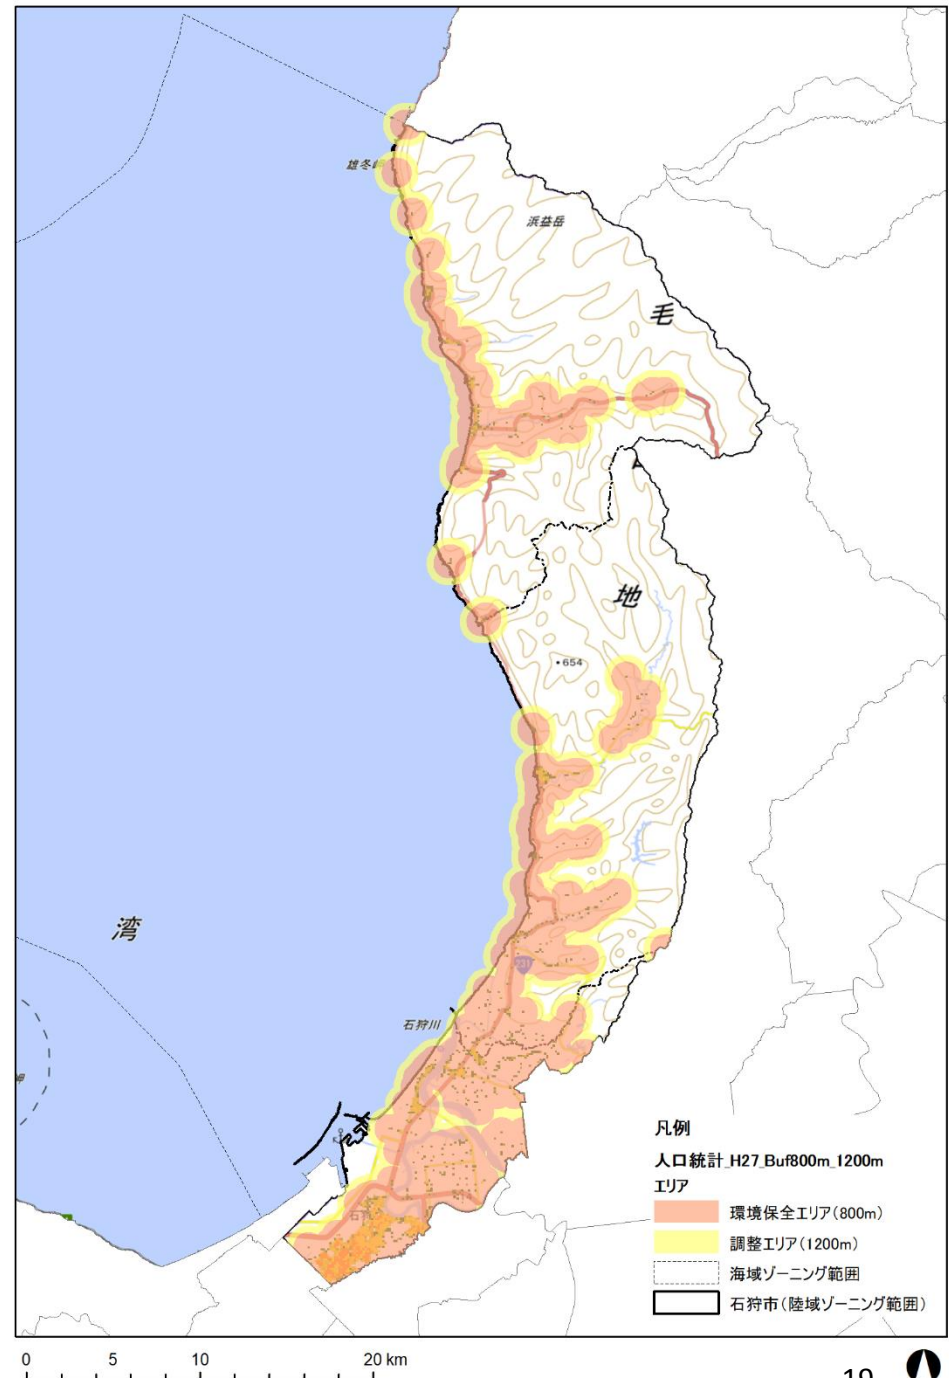 雄冬岬
浜益岳
毛
地
・654
湾
231
石狩川
岬
石狩
凡例
人口統計_H27_Buf800m_1200m
エリア
環境保全エリア(800m)
調整エリア(1200m)
海域ゾーニング範囲
石狩市(陸域ゾーニング範囲)
0 5 10 20 km
19